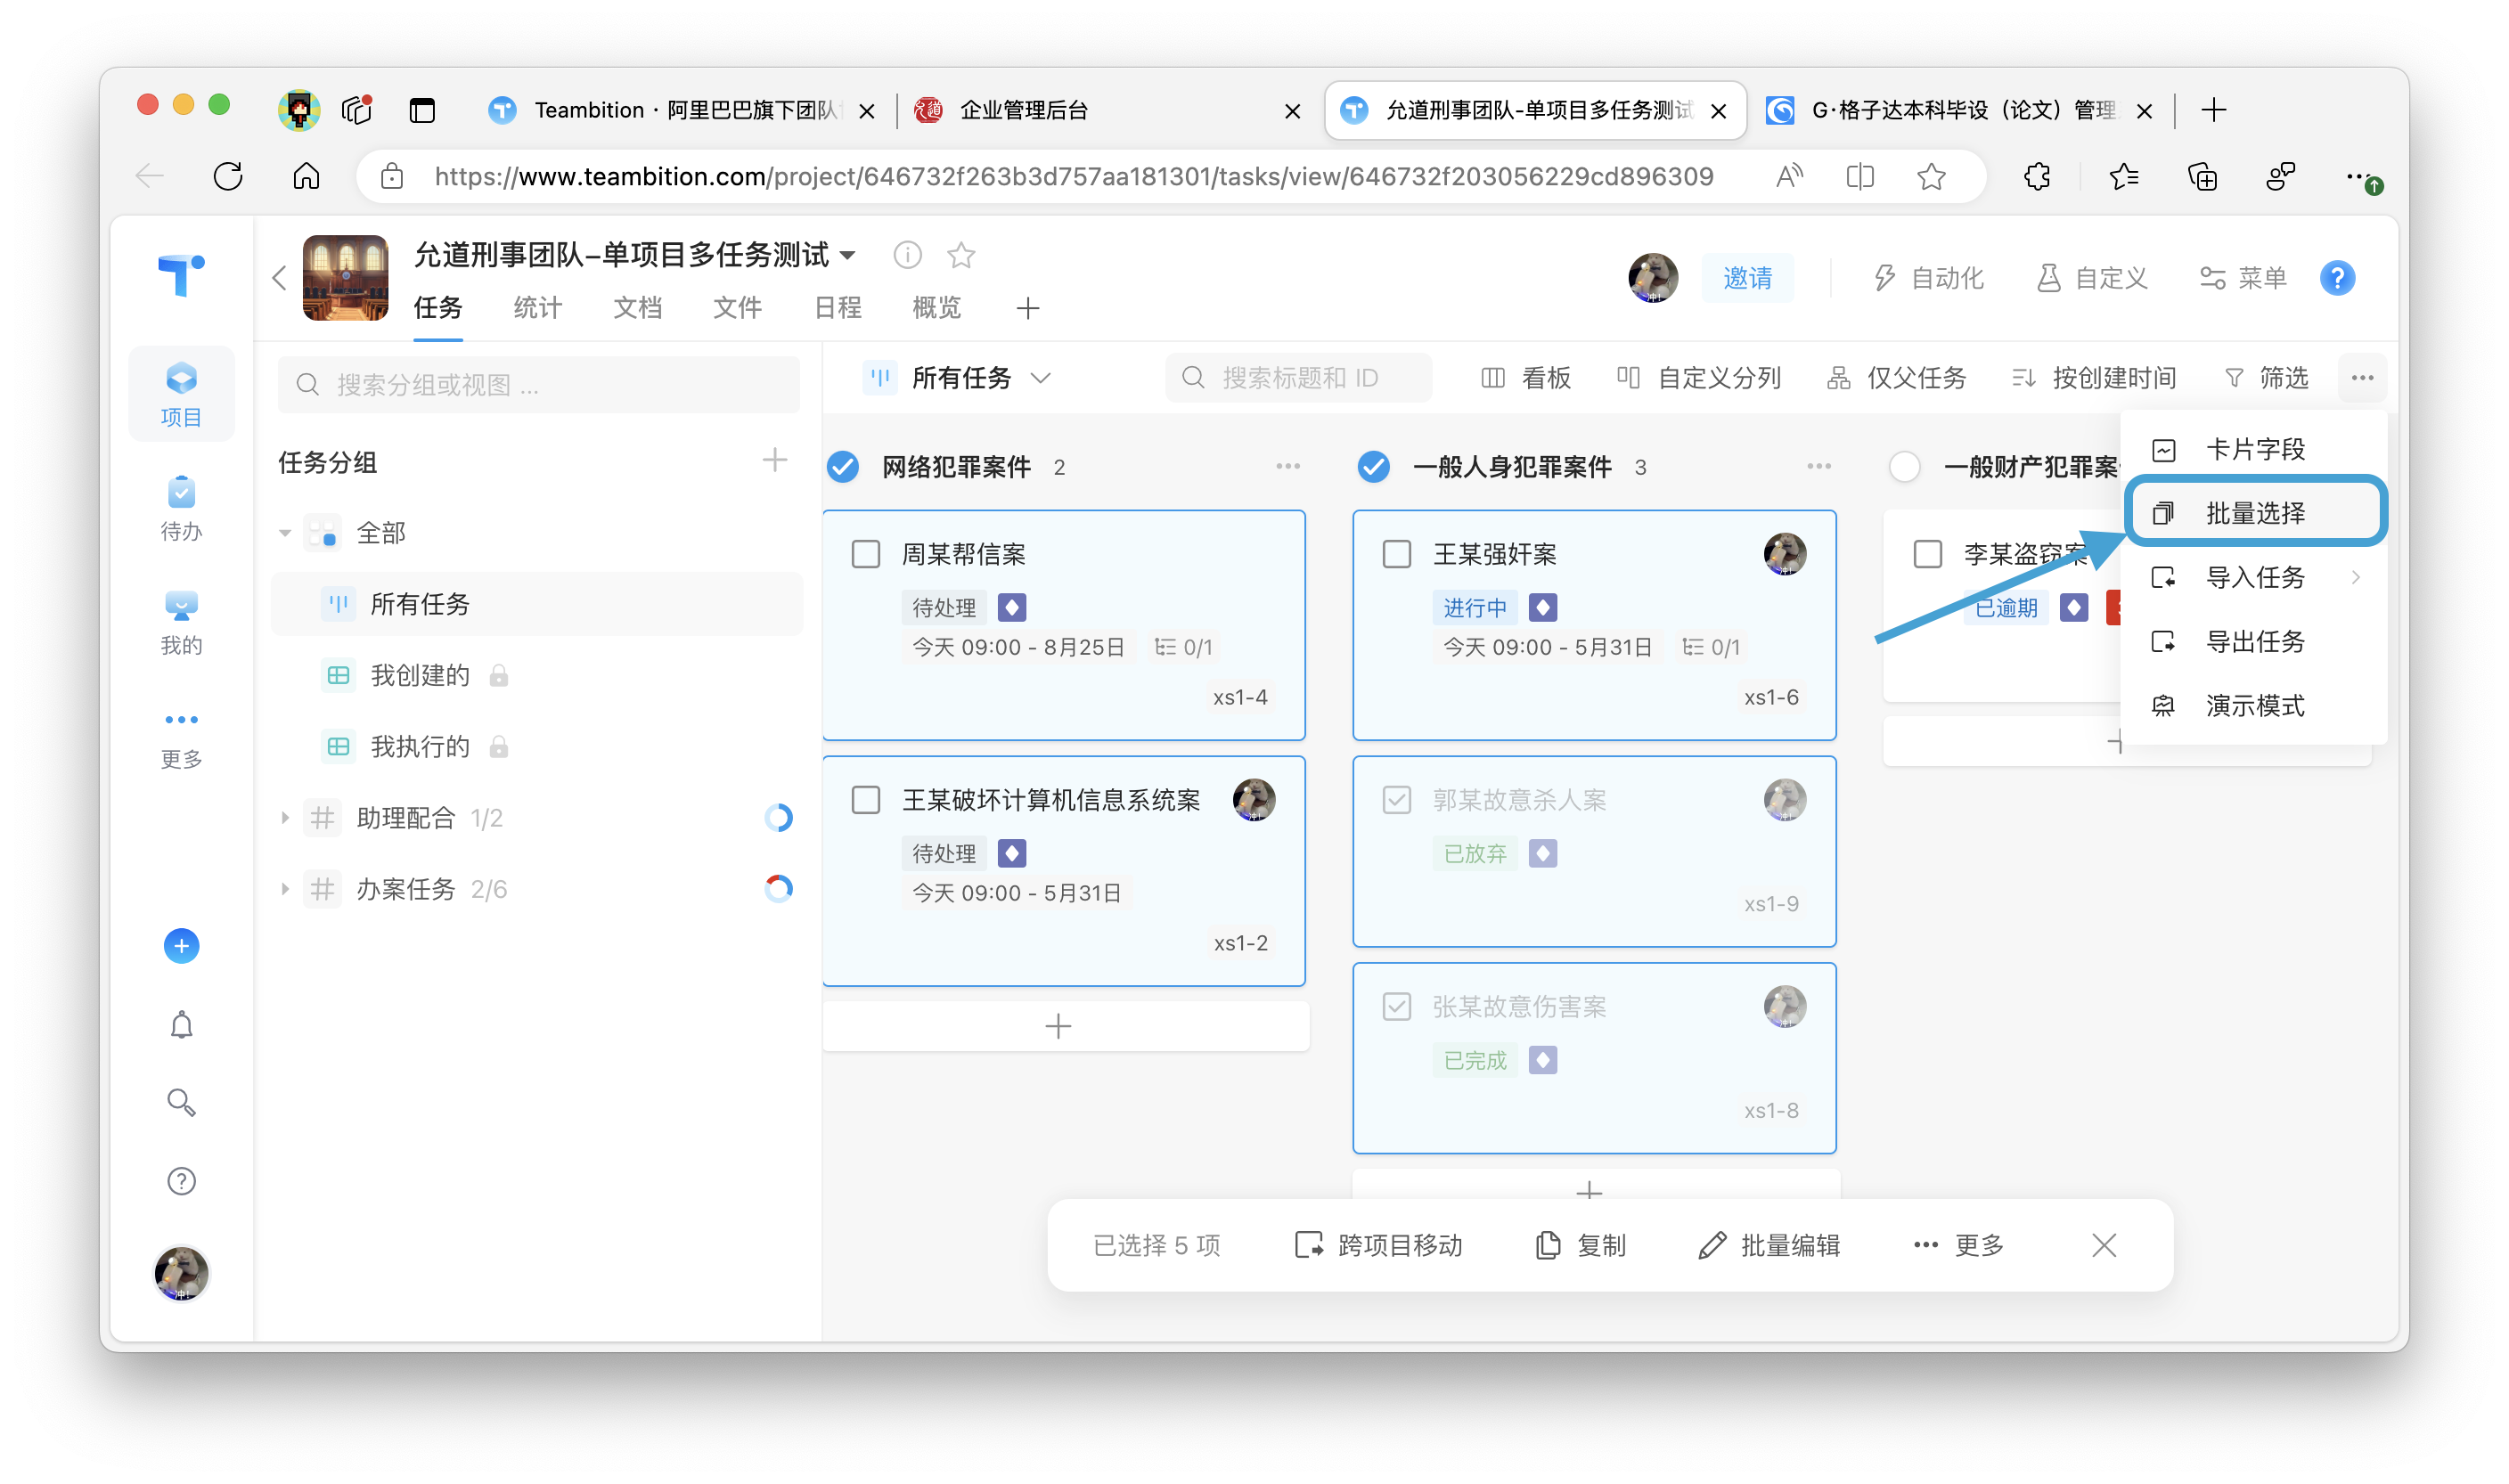 Teambition · 阿里巴巴旗下团队
企业管理后台
允道刑事团队-单项目多任务测试
G·格子达本科毕设（论文）管理
https://www.teambition.com/project/646732f263b3d757aa181301/tasks/view/646732f203056229cd896309
允道刑事团队-单项目多任务测试
任务 统计 文档 文件 日程 概览
邀请 自动化 自定义 菜单
项目
待办
我的
更多
搜索分组或视图 ...
任务分组
全部
所有任务
我创建的
我执行的
助理配合 1/2
办案任务 2/6
所有任务 搜索标题和 ID 看板 自定义分列 仅父任务 按创建时间 筛选
网络犯罪案件 2
周某帮信案
待处理
今天 09:00 - 8月25日 0/1
xs1-4
王某破坏计算机信息系统案
待处理
今天 09:00 - 5月31日
xs1-2
一般人身犯罪案件 3
王某强奸案
进行中
今天 09:00 - 5月31日 0/1
xs1-6
郭某故意杀人案
已放弃
xs1-9
张某故意伤害案
已完成
xs1-8
一般财产犯罪案
李某盗窃案
已逾期
卡片字段
批量选择
导入任务
导出任务
演示模式
已选择 5 项 跨项目移动 复制 批量编辑 更多